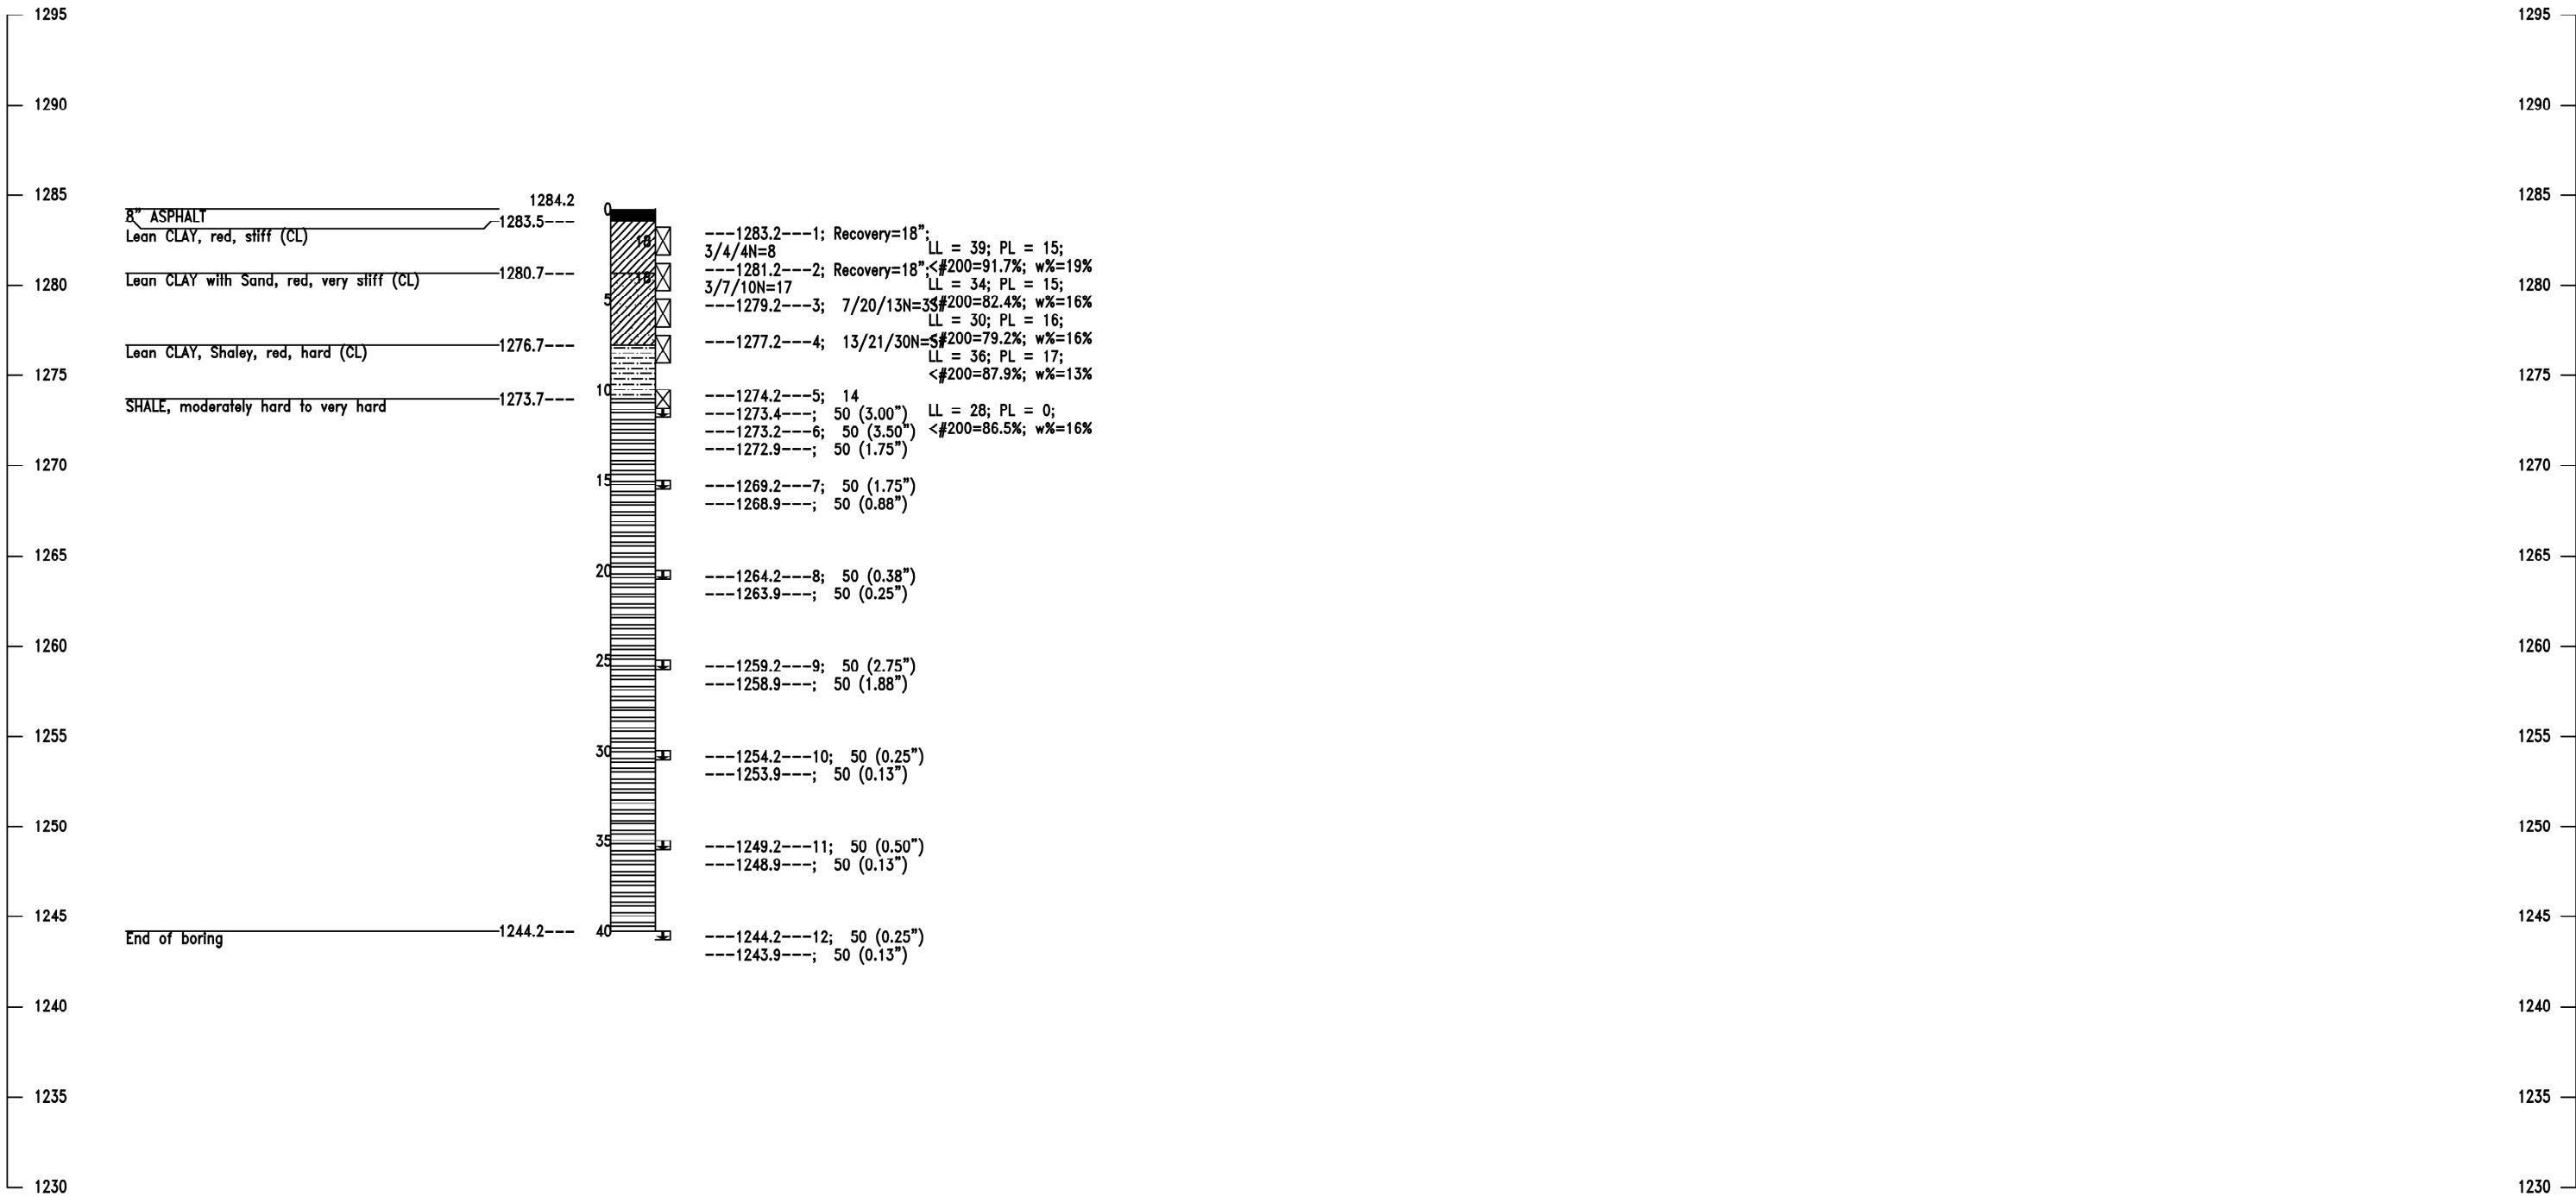 1295
1295
1290
1290
1285
1285
1284.2
0
8" ASPHALT
1283.5---
Lean CLAY, red, stiff (CL)
18
---1283.2---1; Recovery=18";
3/4/4N=8
LL = 39; PL = 15;
<#200=91.7%; w%=19%
1280.7---
Lean CLAY with Sand, red, very stiff (CL)
18
---1281.2---2; Recovery=18";
3/7/10N=17
LL = 34; PL = 15;
<#200=82.4%; w%=16%
1280
1280
5
---1279.2---3; 7/20/13N=33
LL = 30; PL = 16;
<#200=79.2%; w%=16%
1276.7---
Lean CLAY, Shaley, red, hard (CL)
---1277.2---4; 13/21/30N=
LL = 36; PL = 17;
<#200=87.9%; w%=13%
1275
1275
10
1273.7---
SHALE, moderately hard to very hard
---1274.2---5; 14
---1273.4---; 50 (3.00")
LL = 28; PL = 0;
<#200=86.5%; w%=16%
---1273.2---6; 50 (3.50")
---1272.9---; 50 (1.75")
1270
1270
15
---1269.2---7; 50 (1.75")
---1268.9---; 50 (0.88")
1265
1265
20
---1264.2---8; 50 (0.38")
---1263.9---; 50 (0.25")
1260
1260
25
---1259.2---9; 50 (2.75")
---1258.9---; 50 (1.88")
1255
1255
30
---1254.2---10; 50 (0.25")
---1253.9---; 50 (0.13")
1250
1250
35
---1249.2---11; 50 (0.50")
---1248.9---; 50 (0.13")
1245
1245
1244.2---
40
End of boring
---1244.2---12; 50 (0.25")
---1243.9---; 50 (0.13")
1240
1240
1235
1235
1230
1230